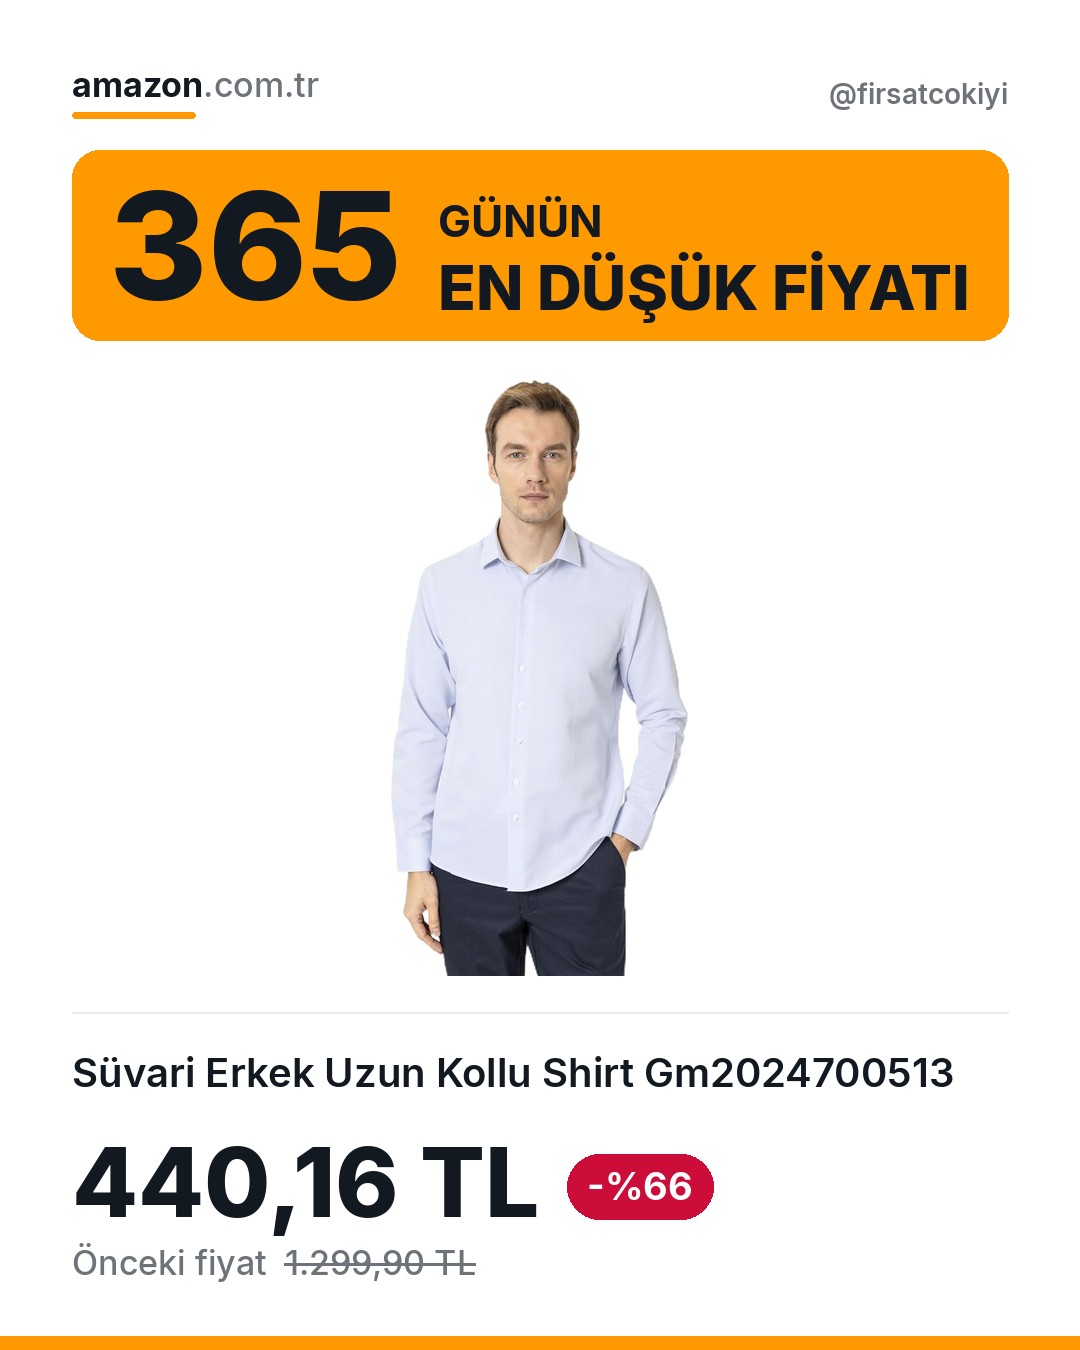 amazon.com.tr
@firsatcokiyi
365
GÜNÜN
EN DÜŞÜK FİYATI
Süvari Erkek Uzun Kollu Shirt Gm2024700513
440,16 TL
-%66
Önceki fiyat 1.299,90 TL